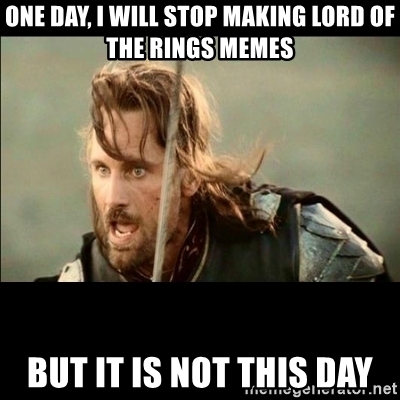 ONE DAY, I WILL STOP MAKING LORD OF
THE RINGS MEMES
BUT IT IS NOT THIS DAY
memegenerator.net